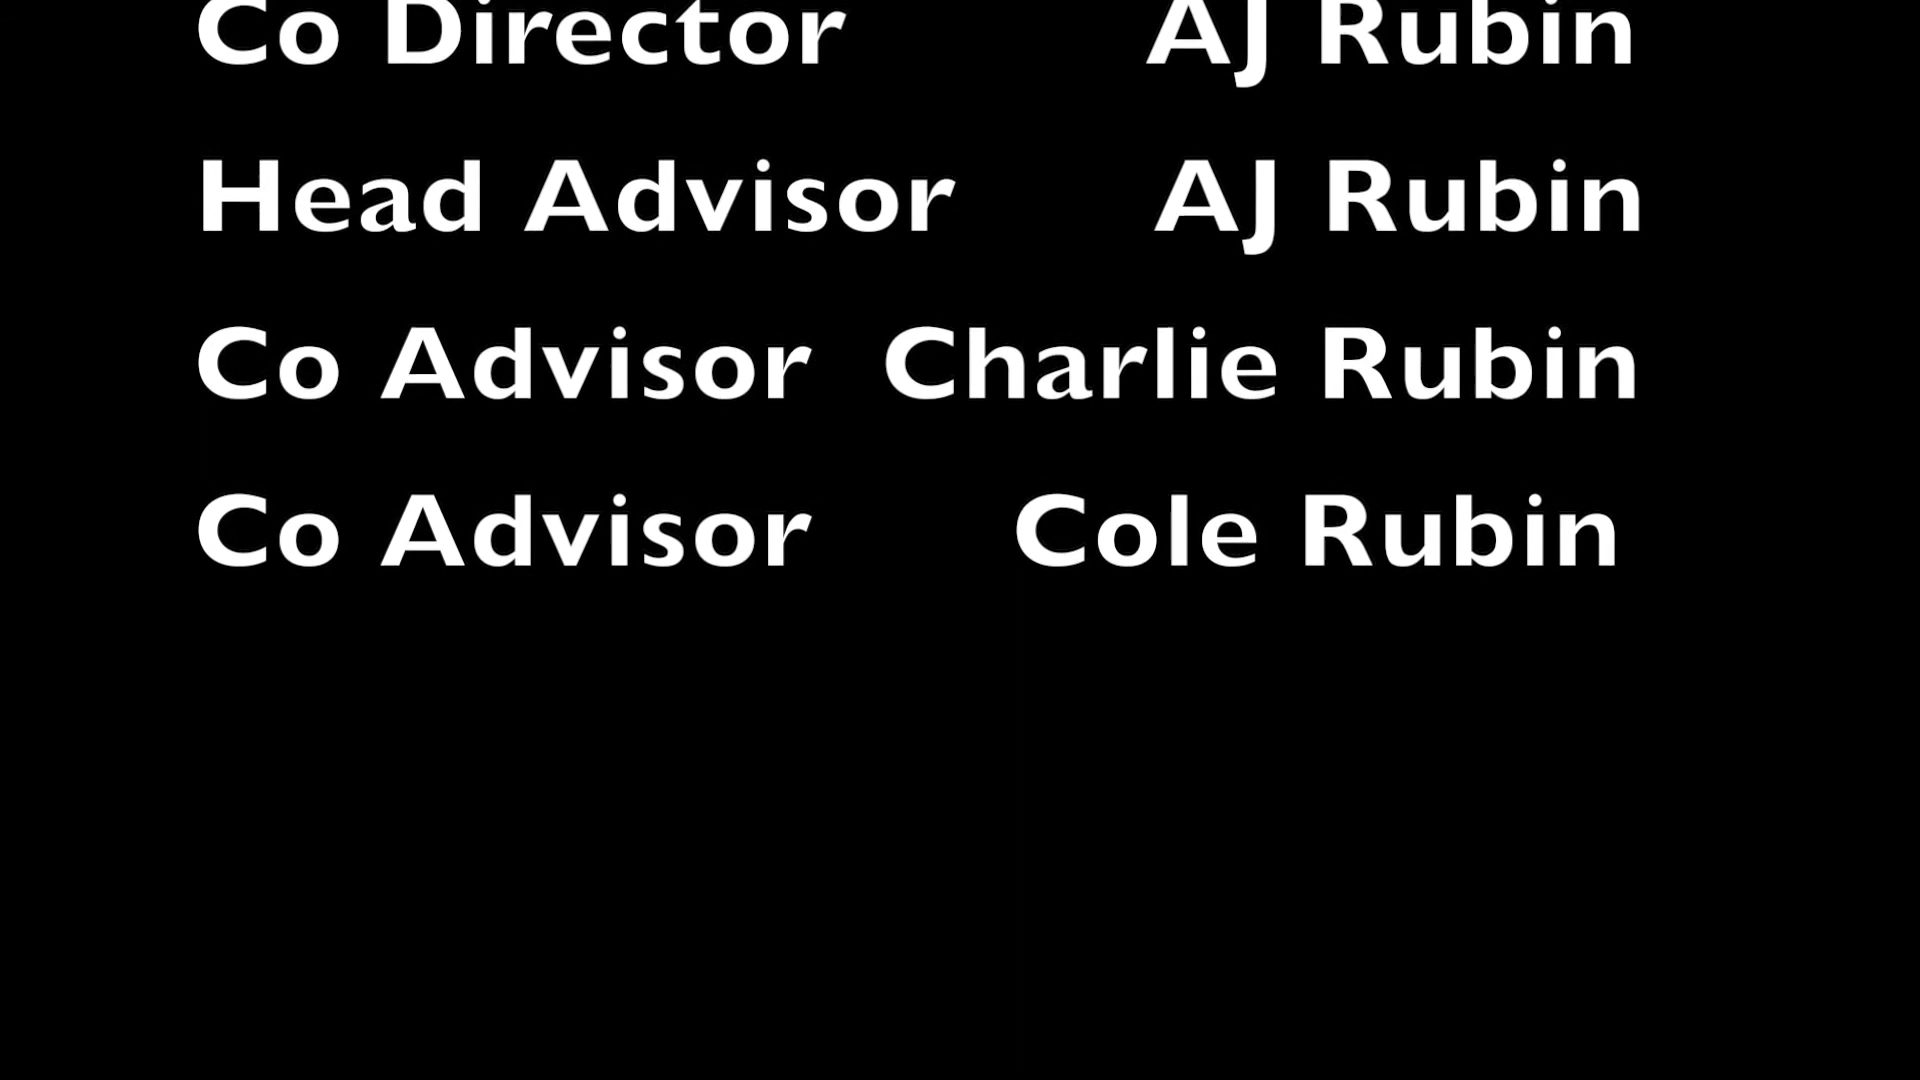 Co Director AJ Rubin
Head Advisor AJ Rubin
Co Advisor Charlie Rubin
Co Advisor Cole Rubin